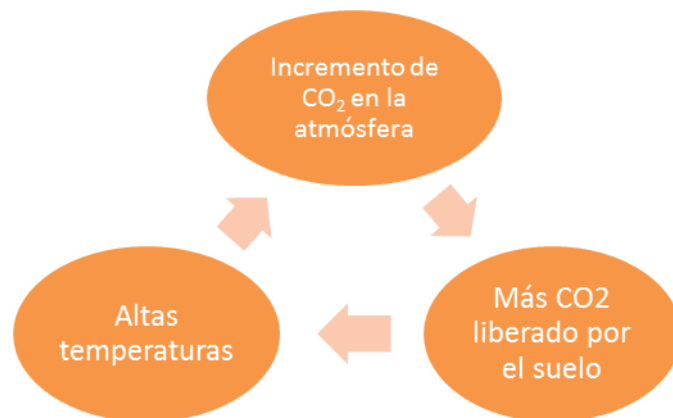 Incremento de
CO₂ en la
atmósfera
Más CO2
liberado por
el suelo
Altas
temperaturas